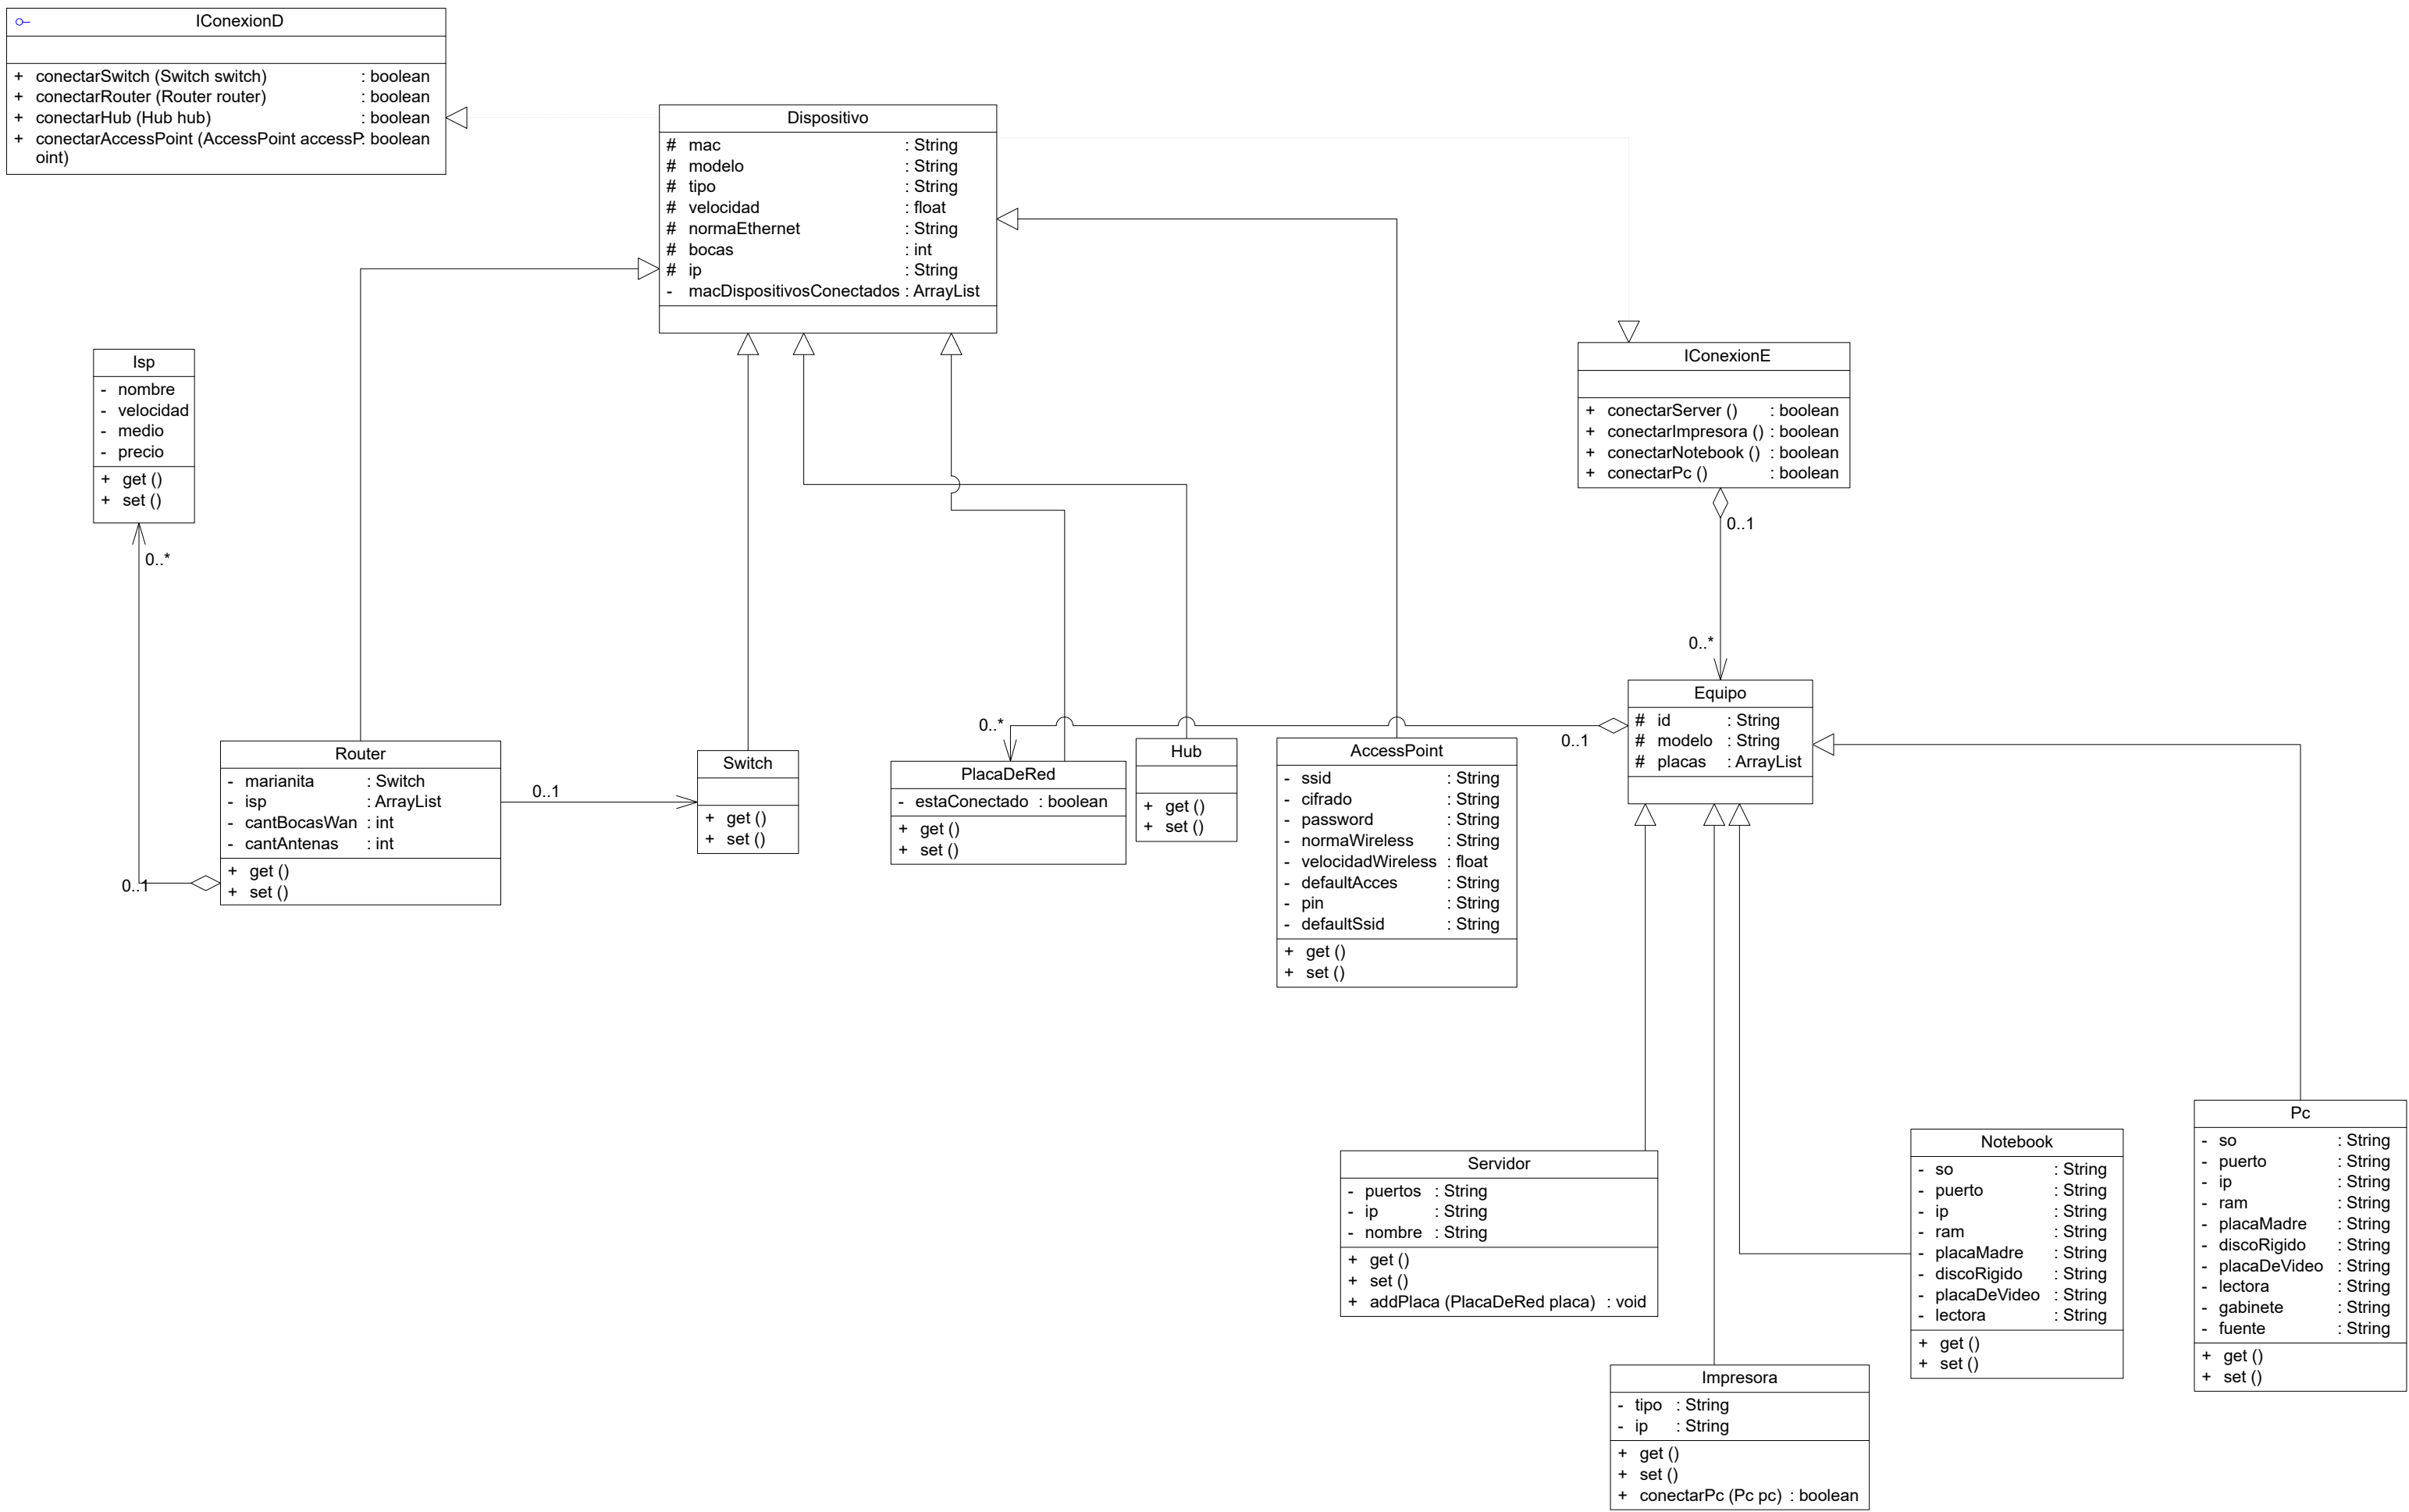 IConexionD
+ conectarSwitch (Switch switch) : boolean
+ conectarRouter (Router router) : boolean
+ conectarHub (Hub hub) : boolean
+ conectarAccessPoint (AccessPoint accessP : boolean
oint)
Dispositivo
# mac : String
# modelo : String
# tipo : String
# velocidad : float
# normaEthernet : String
# bocas : int
# ip : String
- macDispositivosConectados : ArrayList
Isp
- nombre
- velocidad
- medio
- precio
+ get ()
+ set ()
0..*
0..1
IConexionE
+ conectarServer () : boolean
+ conectarImpresora () : boolean
+ conectarNotebook () : boolean
+ conectarPc () : boolean
0..1
0..*
Router
- marianita : Switch
- isp : ArrayList
- cantBocasWan : int
- cantAntenas : int
+ get ()
+ set ()
0..1
Switch
+ get ()
+ set ()
0..*
PlacaDeRed
- estaConectado : boolean
+ get ()
+ set ()
Hub
+ get ()
+ set ()
AccessPoint
- ssid : String
- cifrado : String
- password : String
- normaWireless : String
- velocidadWireless : float
- defaultAcces : String
- pin : String
- defaultSsid : String
+ get ()
+ set ()
0..1
Equipo
# id : String
# modelo : String
# placas : ArrayList
Servidor
- puertos : String
- ip : String
- nombre : String
+ get ()
+ set ()
+ addPlaca (PlacaDeRed placa) : void
Impresora
- tipo : String
- ip : String
+ get ()
+ set ()
+ conectarPc (Pc pc) : boolean
Notebook
- so : String
- puerto : String
- ip : String
- ram : String
- placaMadre : String
- discoRigido : String
- placaDeVideo : String
- lectora : String
+ get ()
+ set ()
Pc
- so : String
- puerto : String
- ip : String
- ram : String
- placaMadre : String
- discoRigido : String
- placaDeVideo : String
- lectora : String
- gabinete : String
- fuente : String
+ get ()
+ set ()